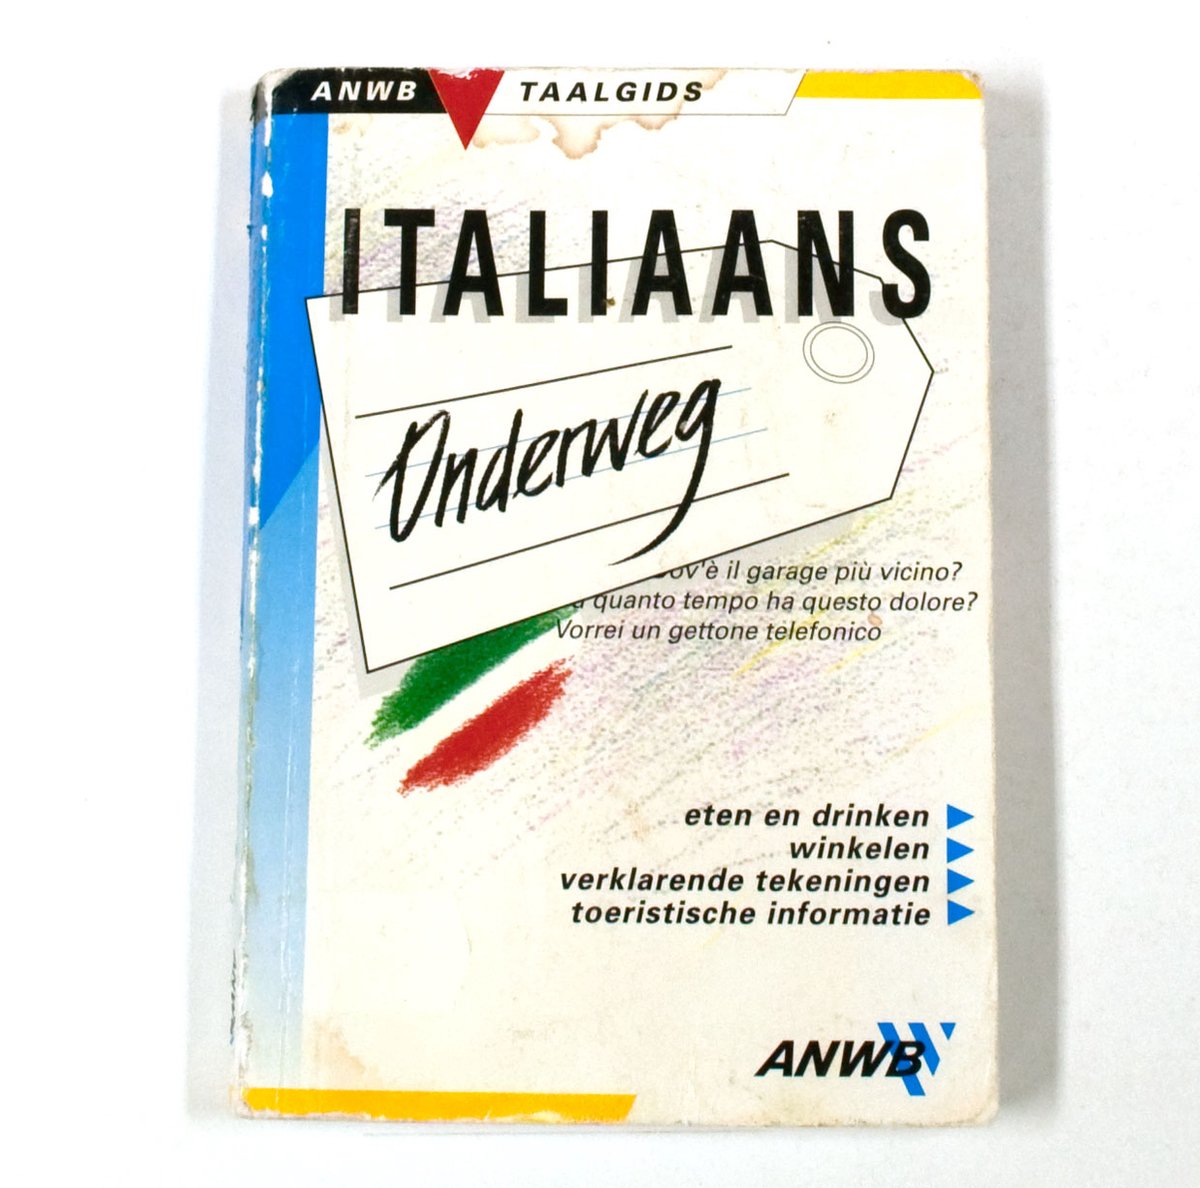 ANWB TAALGIDS
ITALIAANS
Onderweg
ov'è il garage più vicino?
quanto tempo ha questo dolore?
Vorrei un gettone telefonico
eten en drinken
winkelen
verklarende tekeningen
toeristische informatie
ANWB